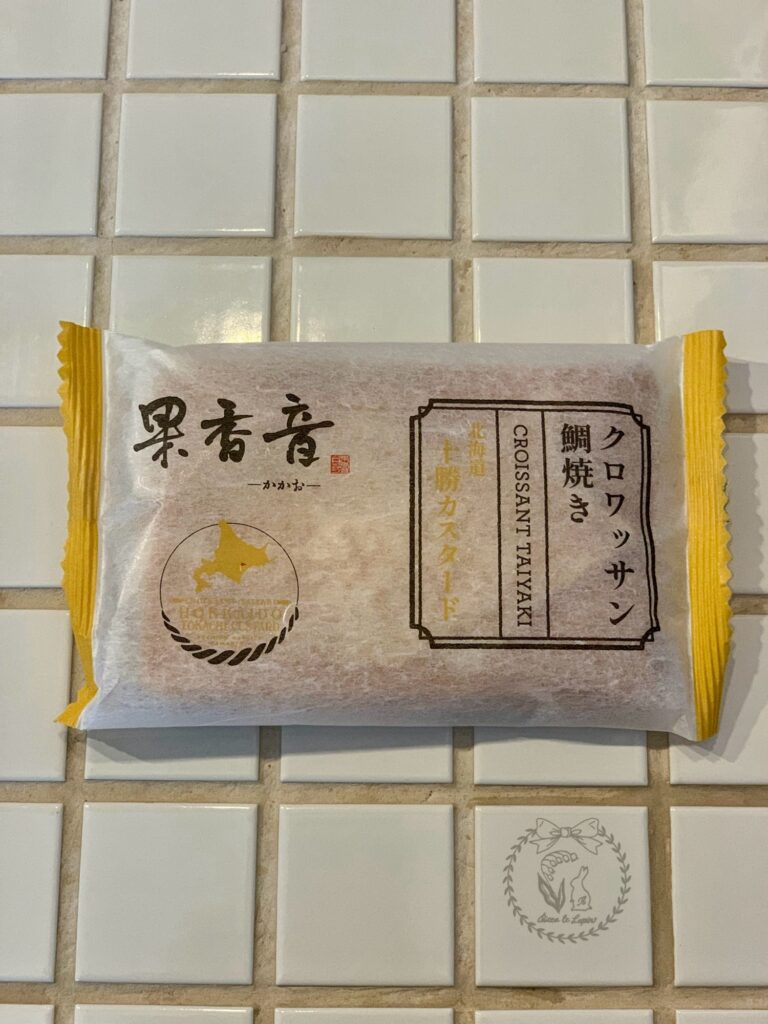 果香音
―かかお―
HOKKAIDO
クロワッサン
鯛焼き
CROISSANT TAIYAKI
北海道
十勝カスタード